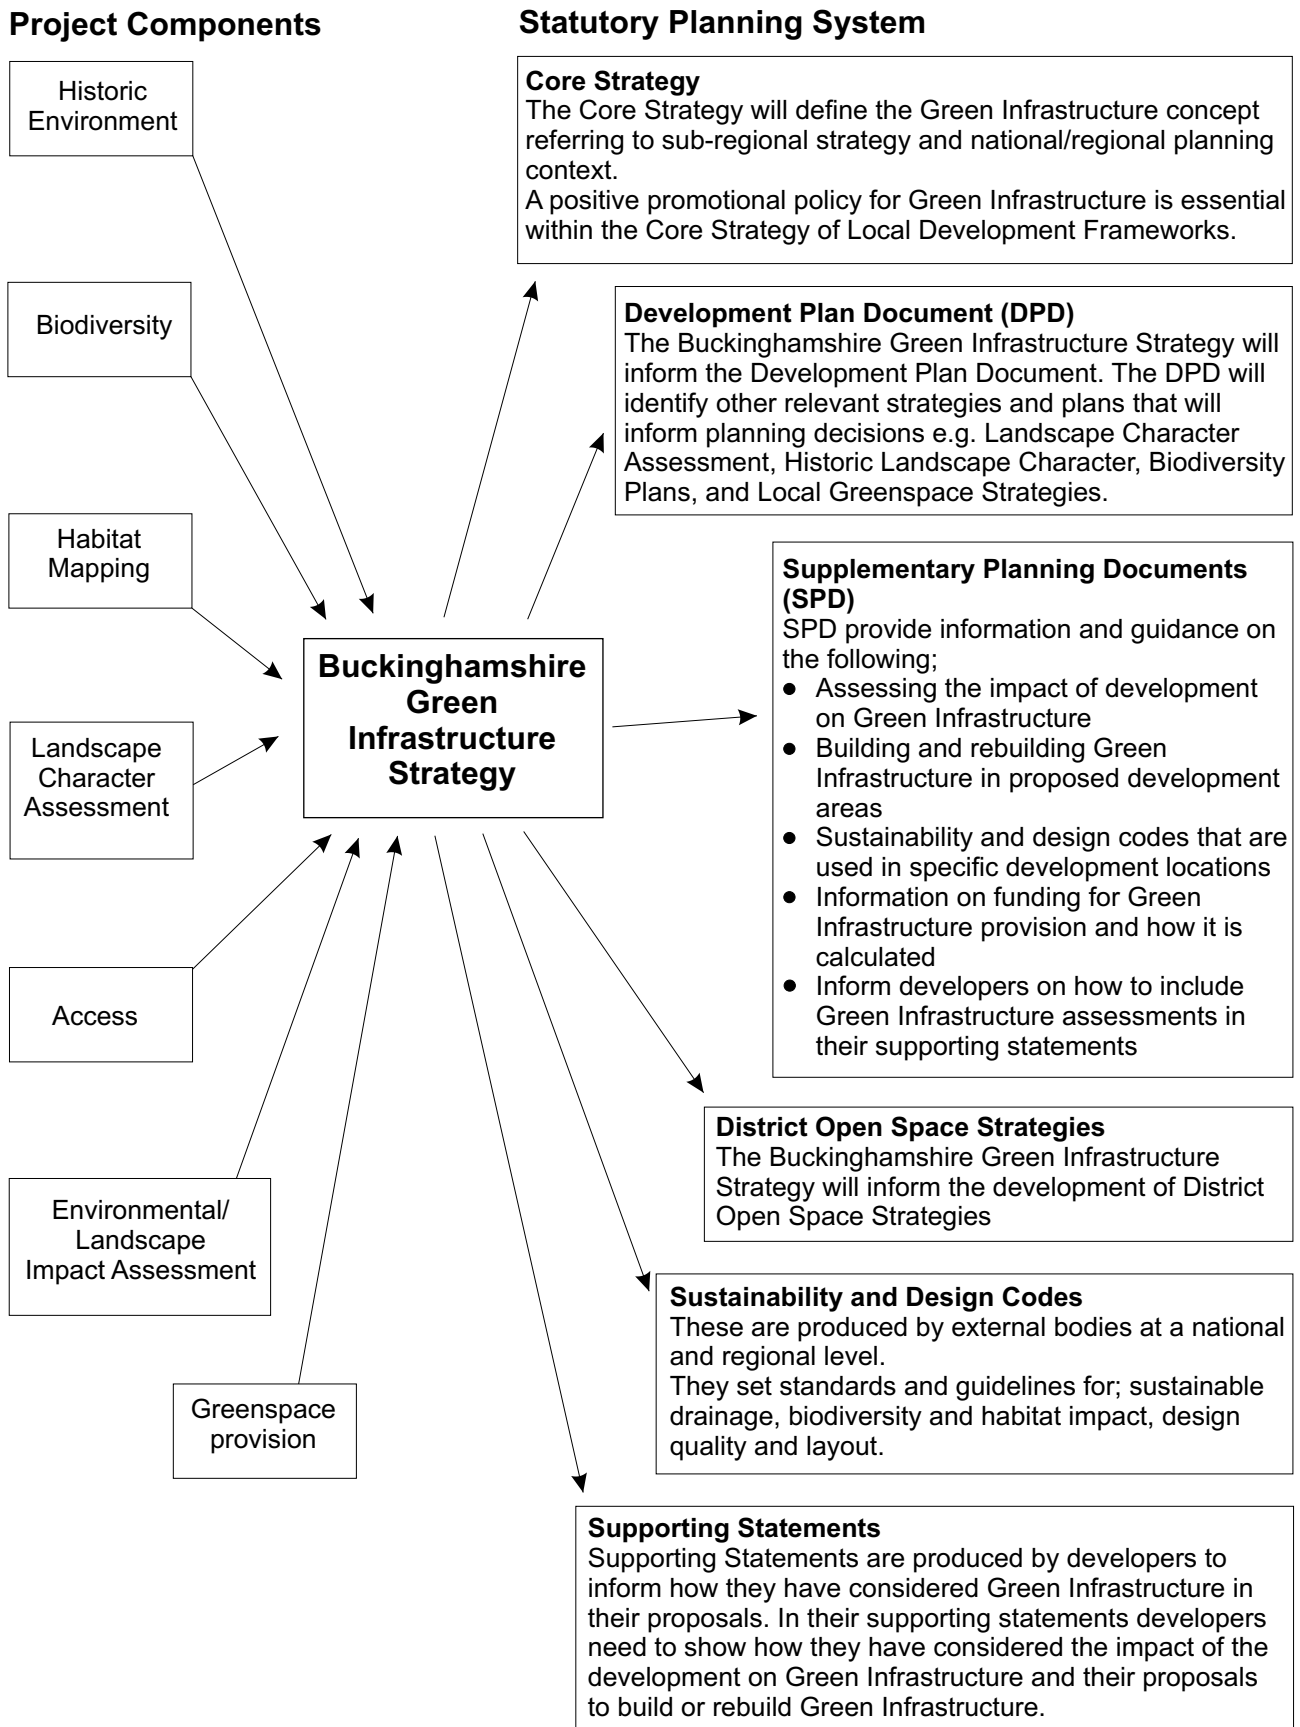 Project Components
Statutory Planning System
Historic
Environment
Biodiversity
Habitat
Mapping
Landscape
Character
Assessment
Access
Environmental/
Landscape
Impact Assessment
Greenspace
provision
Buckinghamshire
Green
Infrastructure
Strategy
Core Strategy
The Core Strategy will define the Green Infrastructure concept
referring to sub-regional strategy and national/regional planning
context.
A positive promotional policy for Green Infrastructure is essential
within the Core Strategy of Local Development Frameworks.
Development Plan Document (DPD)
The Buckinghamshire Green Infrastructure Strategy will
inform the Development Plan Document. The DPD will
identify other relevant strategies and plans that will
inform planning decisions e.g. Landscape Character
Assessment, Historic Landscape Character, Biodiversity
Plans, and Local Greenspace Strategies.
Supplementary Planning Documents
(SPD)
SPD provide information and guidance on
the following;
● Assessing the impact of development
on Green Infrastructure
● Building and rebuilding Green
Infrastructure in proposed development
areas
● Sustainability and design codes that are
used in specific development locations
● Information on funding for Green
Infrastructure provision and how it is
calculated
● Inform developers on how to include
Green Infrastructure assessments in
their supporting statements
District Open Space Strategies
The Buckinghamshire Green Infrastructure
Strategy will inform the development of District
Open Space Strategies
Sustainability and Design Codes
These are produced by external bodies at a national
and regional level.
They set standards and guidelines for; sustainable
drainage, biodiversity and habitat impact, design
quality and layout.
Supporting Statements
Supporting Statements are produced by developers to
inform how they have considered Green Infrastructure in
their proposals. In their supporting statements developers
need to show how they have considered the impact of the
development on Green Infrastructure and their proposals
to build or rebuild Green Infrastructure.